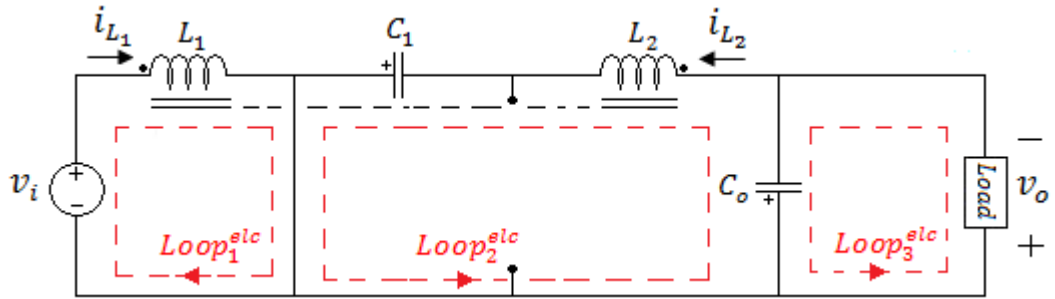 i_{L_1}
L_1
C_1
+
L_2
i_{L_2}
v_i
+
−
C_o
+
Load
−
v_o
+
Loop_1^{elc}
Loop_2^{elc}
Loop_3^{elc}